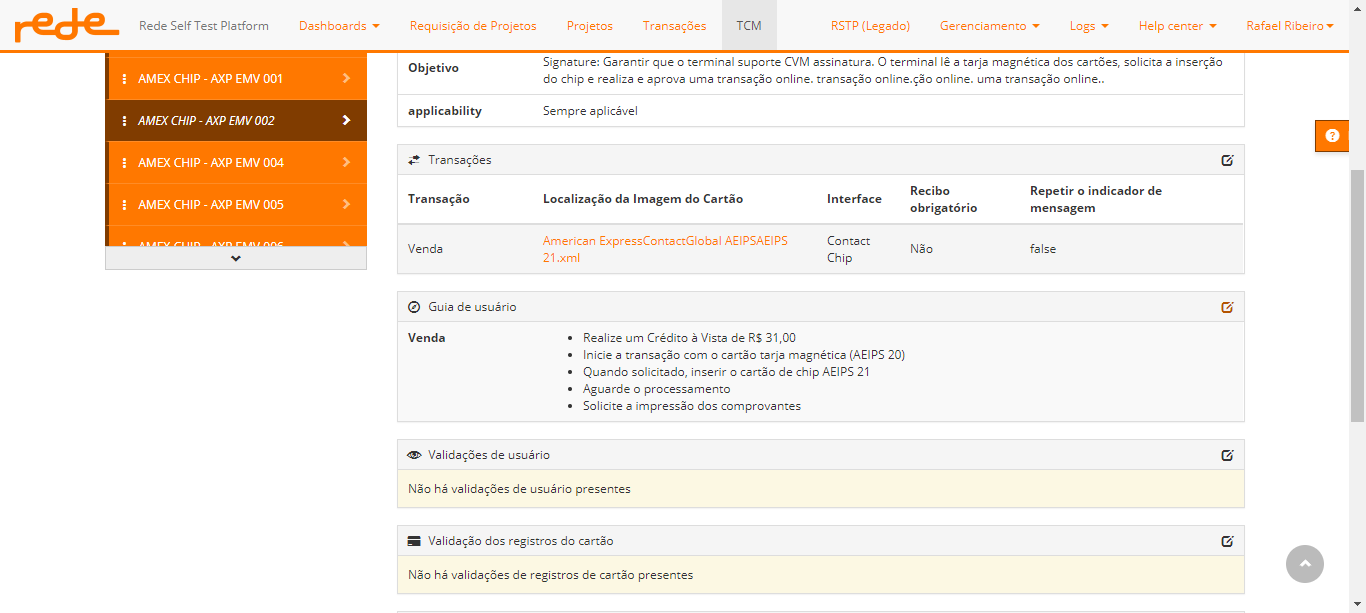 rede Rede Self Test Platform Dashboards Requisição de Projetos Projetos Transações TCM RSTP (Legado) Gerenciamento Logs Help center Rafael Ribeiro
AMEX CHIP - AXP EMV 001
AMEX CHIP - AXP EMV 002
AMEX CHIP - AXP EMV 004
AMEX CHIP - AXP EMV 005
AMEX CHIP - AXP EMV 006
Objetivo
Signature: Garantir que o terminal suporte CVM assinatura. O terminal lê a tarja magnética dos cartões, solicita a inserção
do chip e realiza e aprova uma transação online. transação online.ção online. uma transação online..
applicability Sempre aplicável
Transações
Transação Localização da Imagem do Cartão Interface Recibo obrigatório Repetir o indicador de mensagem
Venda American ExpressContactGlobal AEIPSAEIPS 21.xml Contact Chip Não false
Guia de usuário
Venda
• Realize um Crédito à Vista de R$ 31,00
• Inicie a transação com o cartão tarja magnética (AEIPS 20)
• Quando solicitado, inserir o cartão de chip AEIPS 21
• Aguarde o processamento
• Solicite a impressão dos comprovantes
Validações de usuário
Não há validações de usuário presentes
Validação dos registros do cartão
Não há validações de registros de cartão presentes